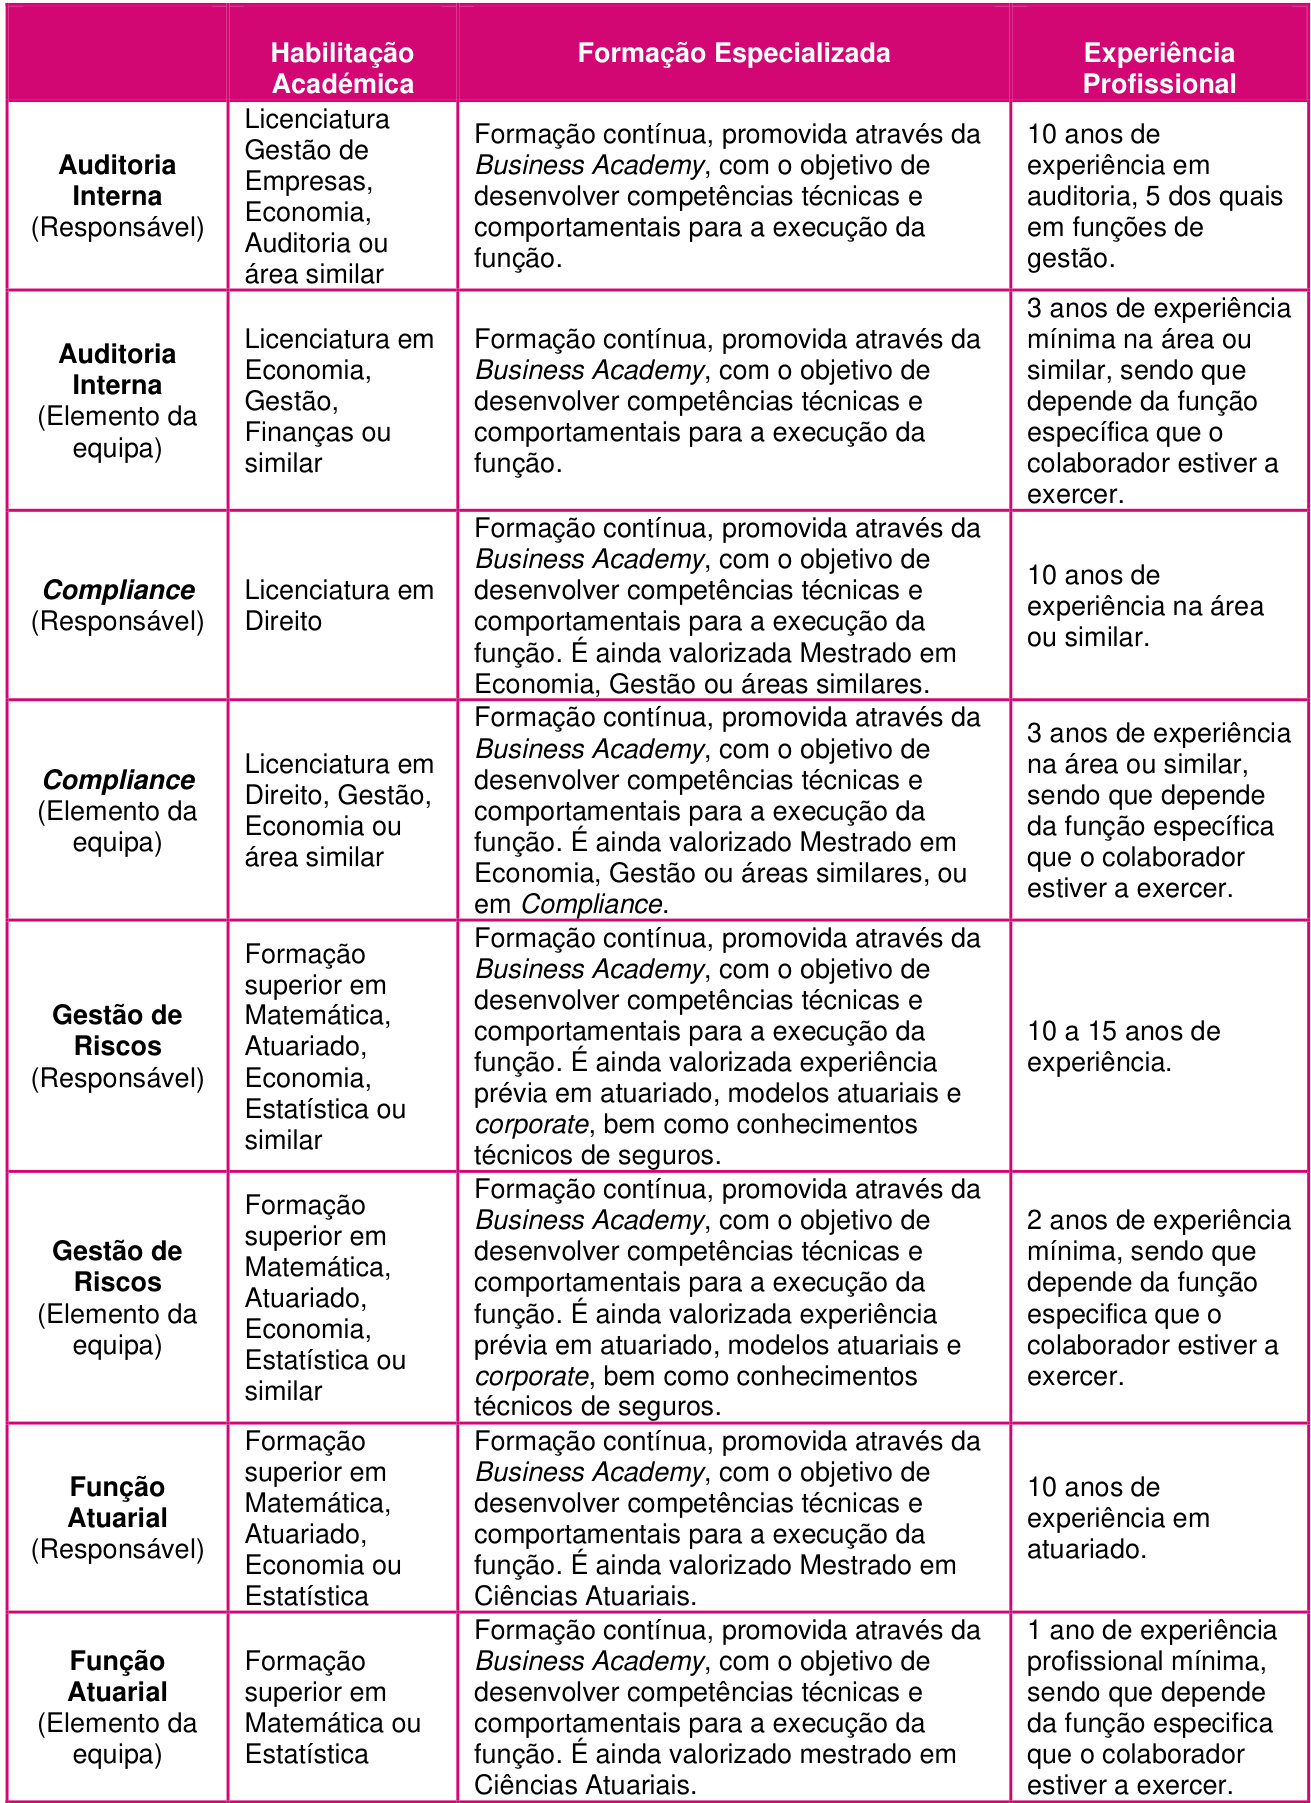 Habilitação
Académica
Formação Especializada
Experiência
Profissional
Auditoria
Interna
(Responsável)
Licenciatura
Gestão de
Empresas,
Economia,
Auditoria ou
área similar
Formação contínua, promovida através da
Business Academy, com o objetivo de
desenvolver competências técnicas e
comportamentais para a execução da
função.
10 anos de
experiência em
auditoria, 5 dos quais
em funções de
gestão.
Auditoria
Interna
(Elemento da
equipa)
Licenciatura em
Economia,
Gestão,
Finanças ou
similar
Formação contínua, promovida através da
Business Academy, com o objetivo de
desenvolver competências técnicas e
comportamentais para a execução da
função.
3 anos de experiência
mínima na área ou
similar, sendo que
depende da função
específica que o
colaborador estiver a
exercer.
Compliance
(Responsável)
Licenciatura em
Direito
Formação contínua, promovida através da
Business Academy, com o objetivo de
desenvolver competências técnicas e
comportamentais para a execução da
função. É ainda valorizada Mestrado em
Economia, Gestão ou áreas similares.
10 anos de
experiência na área
ou similar.
Compliance
(Elemento da
equipa)
Licenciatura em
Direito, Gestão,
Economia ou
área similar
Formação contínua, promovida através da
Business Academy, com o objetivo de
desenvolver competências técnicas e
comportamentais para a execução da
função. É ainda valorizado Mestrado em
Economia, Gestão ou áreas similares, ou
em Compliance.
3 anos de experiência
na área ou similar,
sendo que depende
da função específica
que o colaborador
estiver a exercer.
Gestão de
Riscos
(Responsável)
Formação
superior em
Matemática,
Atuariado,
Economia,
Estatística ou
similar
Formação contínua, promovida através da
Business Academy, com o objetivo de
desenvolver competências técnicas e
comportamentais para a execução da
função. É ainda valorizada experiência
prévia em atuariado, modelos atuariais e
corporate, bem como conhecimentos
técnicos de seguros.
10 a 15 anos de
experiência.
Gestão de
Riscos
(Elemento da
equipa)
Formação
superior em
Matemática,
Atuariado,
Economia,
Estatística ou
similar
Formação contínua, promovida através da
Business Academy, com o objetivo de
desenvolver competências técnicas e
comportamentais para a execução da
função. É ainda valorizada experiência
prévia em atuariado, modelos atuariais e
corporate, bem como conhecimentos
técnicos de seguros.
2 anos de experiência
mínima, sendo que
depende da função
especifica que o
colaborador estiver a
exercer.
Função
Atuarial
(Responsável)
Formação
superior em
Matemática,
Atuariado,
Economia ou
Estatística
Formação contínua, promovida através da
Business Academy, com o objetivo de
desenvolver competências técnicas e
comportamentais para a execução da
função. É ainda valorizado Mestrado em
Ciências Atuariais.
10 anos de
experiência em
atuariado.
Função
Atuarial
(Elemento da
equipa)
Formação
superior em
Matemática ou
Estatística
Formação contínua, promovida através da
Business Academy, com o objetivo de
desenvolver competências técnicas e
comportamentais para a execução da
função. É ainda valorizado mestrado em
Ciências Atuariais.
1 ano de experiência
profissional mínima,
sendo que depende
da função especifica
que o colaborador
estiver a exercer.